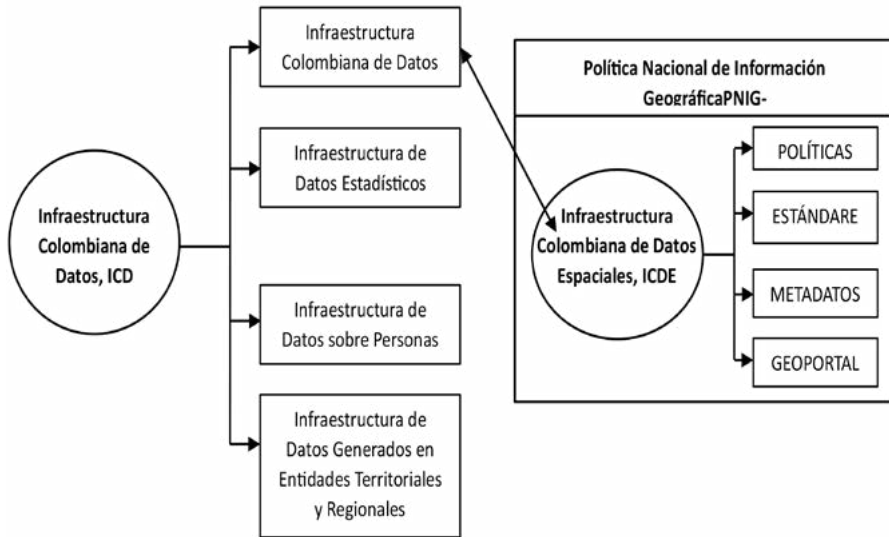 Infraestructura
Colombiana de
Datos, ICD
Infraestructura
Colombiana de Datos
Infraestructura de
Datos Estadísticos
Infraestructura de
Datos sobre Personas
Infraestructura de
Datos Generados en
Entidades Territoriales
y Regionales
Política Nacional de Información
GeográficaPNIG-
Infraestructura
Colombiana de Datos
Espaciales, ICDE
POLÍTICAS
ESTÁNDARE
METADATOS
GEOPORTAL